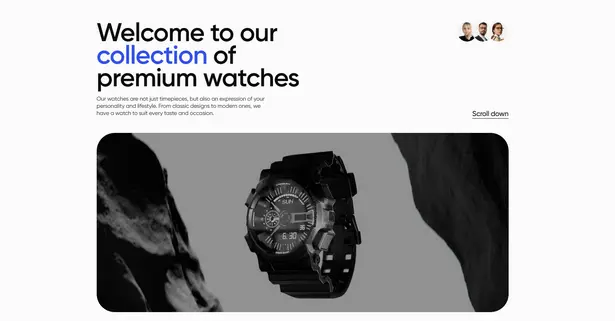 Welcome to our
collection of
premium watches
Our watches are not just timepieces, but also an expression of your
personality and lifestyle. From classic designs to modern ones, we
have a watch to suit every taste and occasion.
Scroll down
SUN
6:30